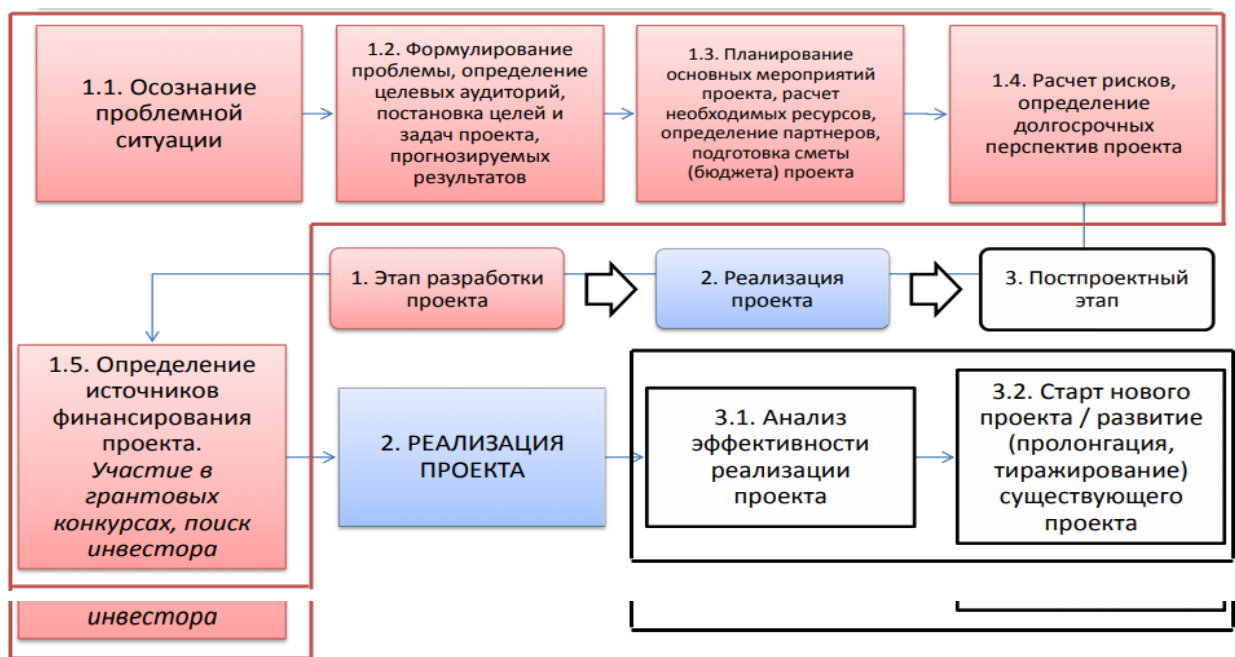 1.1. Осознание
проблемной
ситуации
1.2. Формулирование
проблемы, определение
целевых аудиторий,
постановка целей и
задач проекта,
прогнозируемых
результатов
1.3. Планирование
основных мероприятий
проекта, расчет
необходимых ресурсов,
определение партнеров,
подготовка сметы
(бюджета) проекта
1.4. Расчет рисков,
определение
долгосрочных
перспектив проекта
1. Этап разработки
проекта
2. Реализация
проекта
3. Постпроектный
этап
1.5. Определение
источников
финансирования
проекта.
Участие в
грантовых
конкурсах, поиск
инвестора
2. РЕАЛИЗАЦИЯ
ПРОЕКТА
3.1. Анализ
эффективности
реализации
проекта
3.2. Старт нового
проекта / развитие
(пролонгация,
тиражирование)
существующего
проекта
инвестора